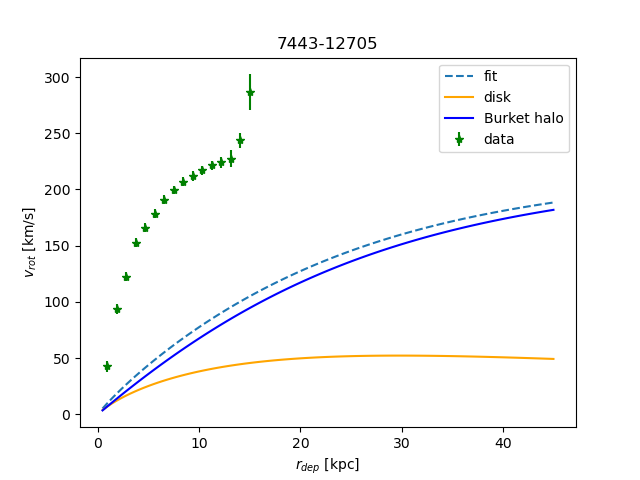 7443-12705
300
250
200
150
100
50
0
v_rot [km/s]
fit
disk
Burket halo
data
0 10 20 30 40
r_dep [kpc]